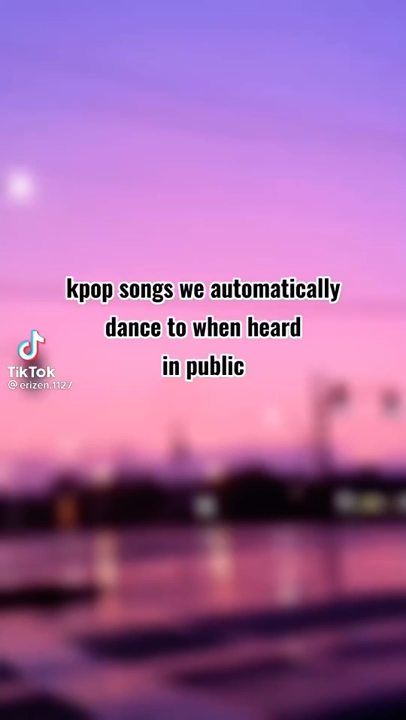 kpop songs we automatically
dance to when heard
in public
TikTok
@erizen.1127